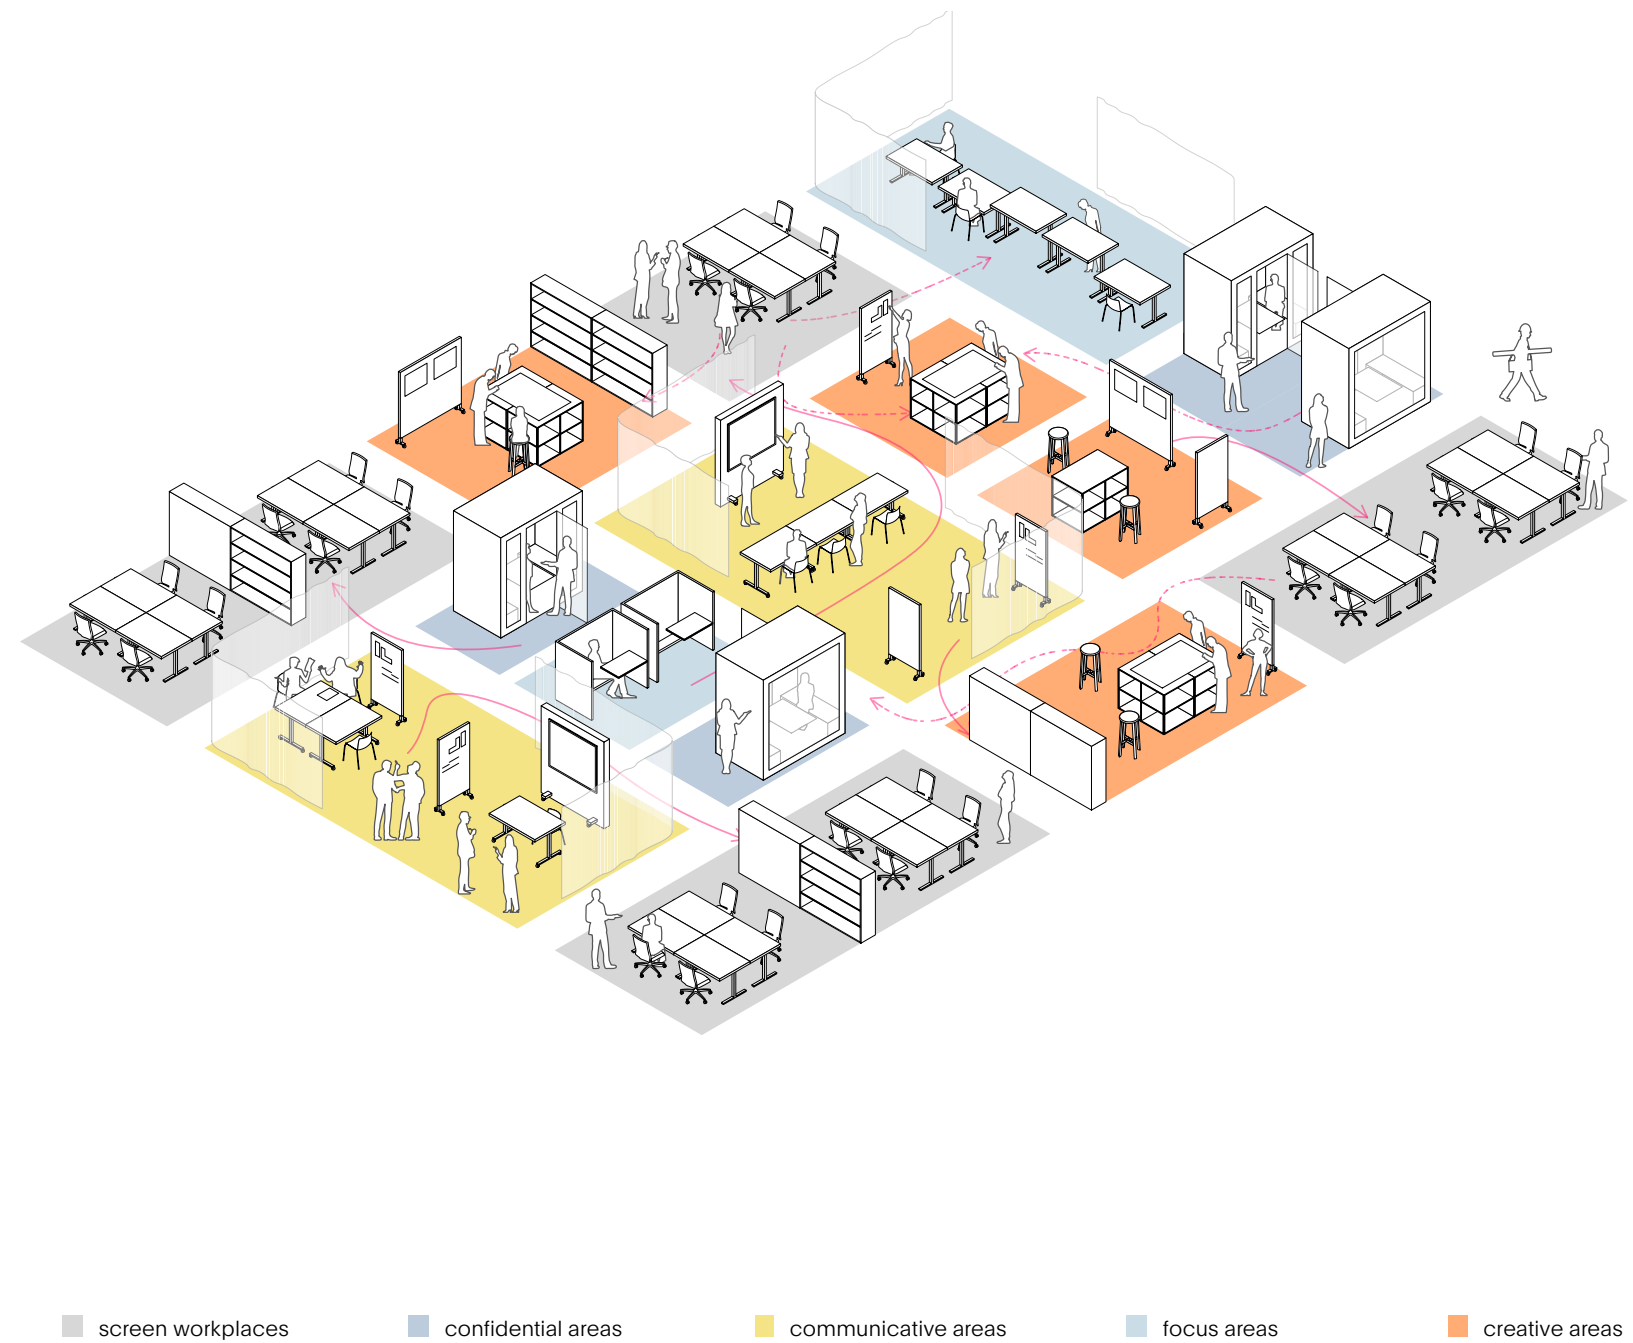 screen workplaces
confidential areas
communicative areas
focus areas
creative areas